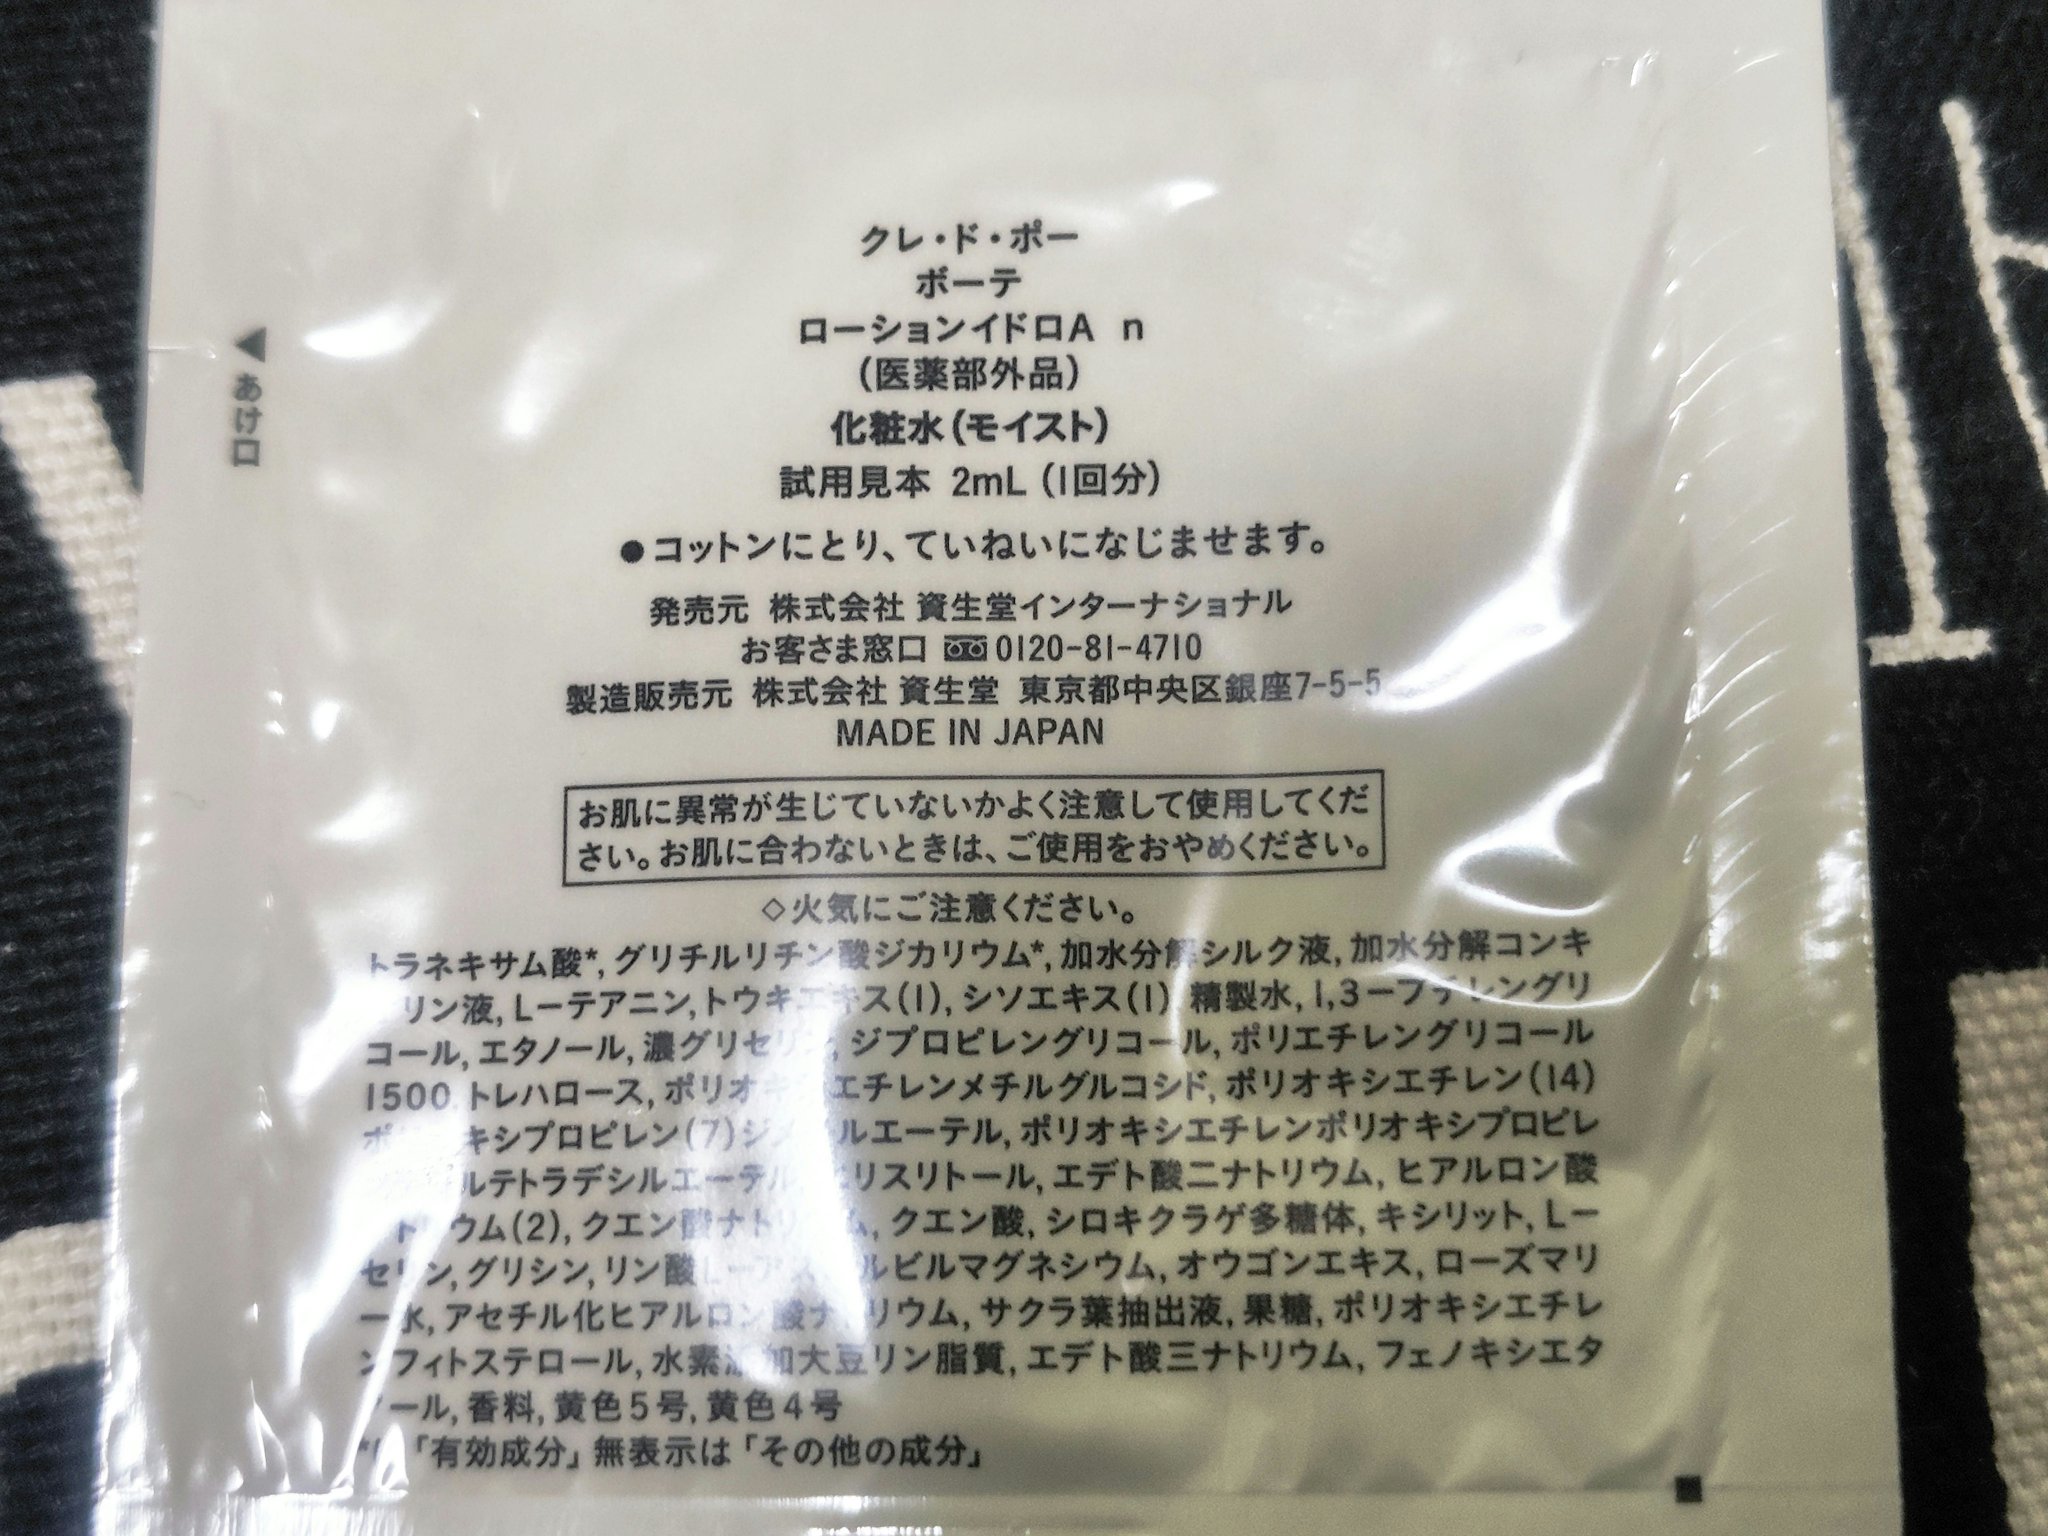 クレ・ド・ポー
ボーテ
ローションイドロA n
(医薬部外品)
化粧水(モイスト)
試用見本 2mL (1回分)
◀あけ口
●コットンにとり、ていねいになじませます。
発売元 株式会社 資生堂インターナショナル
お客さま窓口 0120-81-4710
製造販売元 株式会社 資生堂 東京都中央区銀座7-5-5
MADE IN JAPAN
お肌に異常が生じていないかよく注意して使用してくだ
さい。お肌に合わないときは、ご使用をおやめください。
◇火気にご注意ください。
トラネキサム酸*, グリチルリチン酸ジカリウム*, 加水分解シルク液, 加水分解コンキ
リン液, L-テアニン, トウキエキス(1), シソエキス(1), 精製水, 1,3-ブチレングリ
コール, エタノール, 濃グリセリン, ジプロピレングリコール, ポリエチレングリコール
1500, トレハロース, ポリオキシエチレンメチルグルコシド, ポリオキシエチレン(14)
キシプロピレン(7)ジメチルエーテル, ポリオキシエチレンポリオキシプロピレ
ルテトラデシルエーテル, エリスリトール, エデト酸二ナトリウム, ヒアルロン酸
トリウム(2), クエン酸ナトリウム, クエン酸, シロキクラゲ多糖体, キシリット, L-
セリン, グリシン, リン酸L-アスコルビルマグネシウム, オウゴンエキス, ローズマリ
ー水, アセチル化ヒアルロン酸ナトリウム, サクラ葉抽出液, 果糖, ポリオキシエチレ
ンフィトステロール, 水素添加大豆リン脂質, エデト酸三ナトリウム, フェノキシエタ
ノール, 香料, 黄色5号, 黄色4号
「有効成分」無表示は「その他の成分」